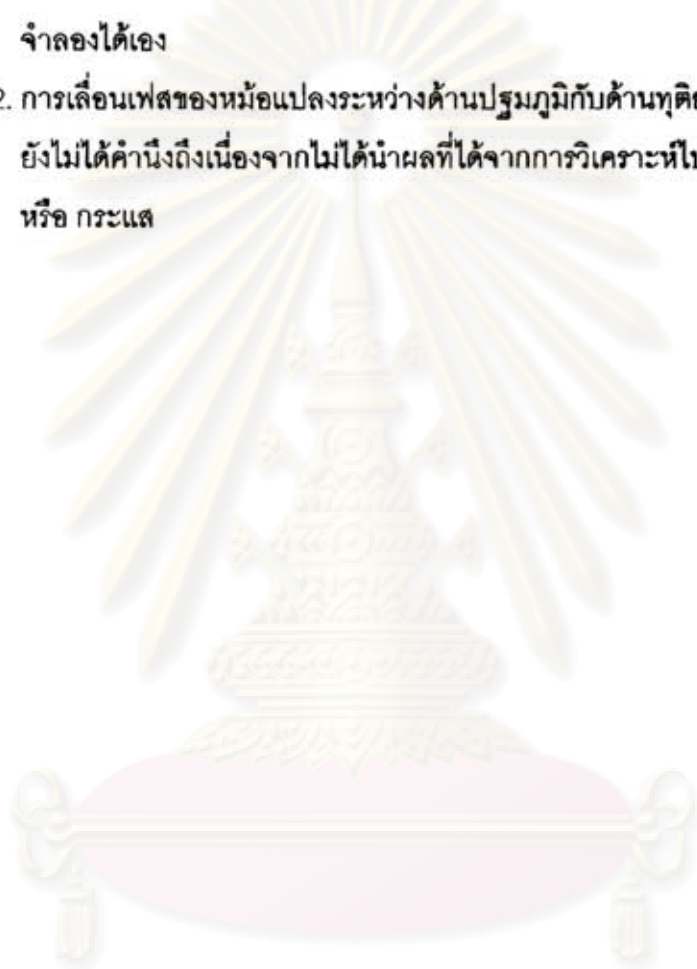 จำลองได้เอง
2. การเลื่อนเฟสของหม้อแปลงระหว่างด้านปฐมภูมิกับด้าน
ยังไม่ได้คำนึงถึงเนื่องจากไม่ได้นำผลที่ได้จากการวิเคราะห์
หรือ กระแส